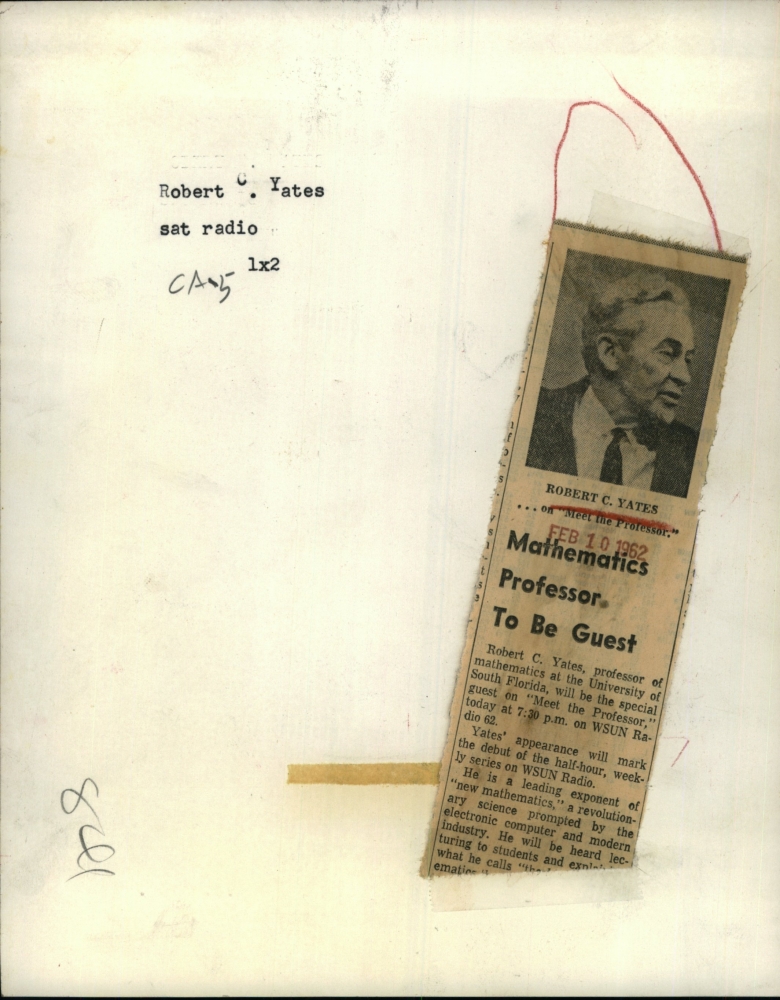 Robert C. Yates
sat radio
1x2
CA-5
ROBERT C. YATES
... on "Meet the Professor."
FEB 10 1962
Mathematics
Professor
To Be Guest
Robert C. Yates, professor of
mathematics at the University of
South Florida, will be the special
guest on "Meet the Professor,"
today at 7:30 p.m. on WSUN Ra-
dio 62.
Yates' appearance will mark
the debut of the half-hour, week-
ly series on WSUN Radio.
He is a leading exponent of
"new mathematics," a revolution-
ary science prompted by the
electronic computer and modern
industry. He will be heard lec-
turing to students and
what he calls